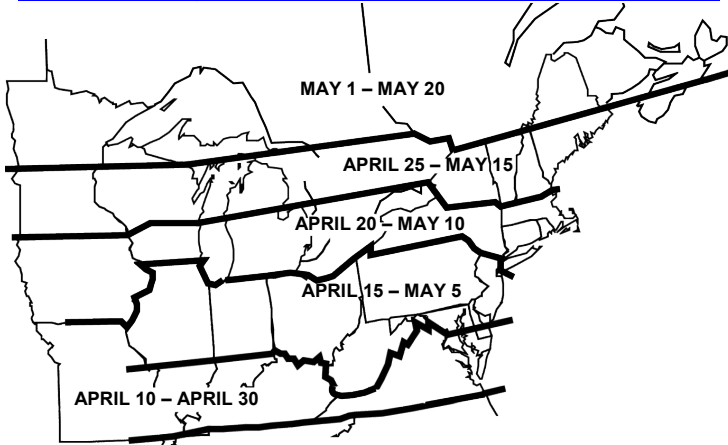 MAY 1 – MAY 20
APRIL 25 – MAY 15
APRIL 20 – MAY 10
APRIL 15 – MAY 5
APRIL 10 – APRIL 30